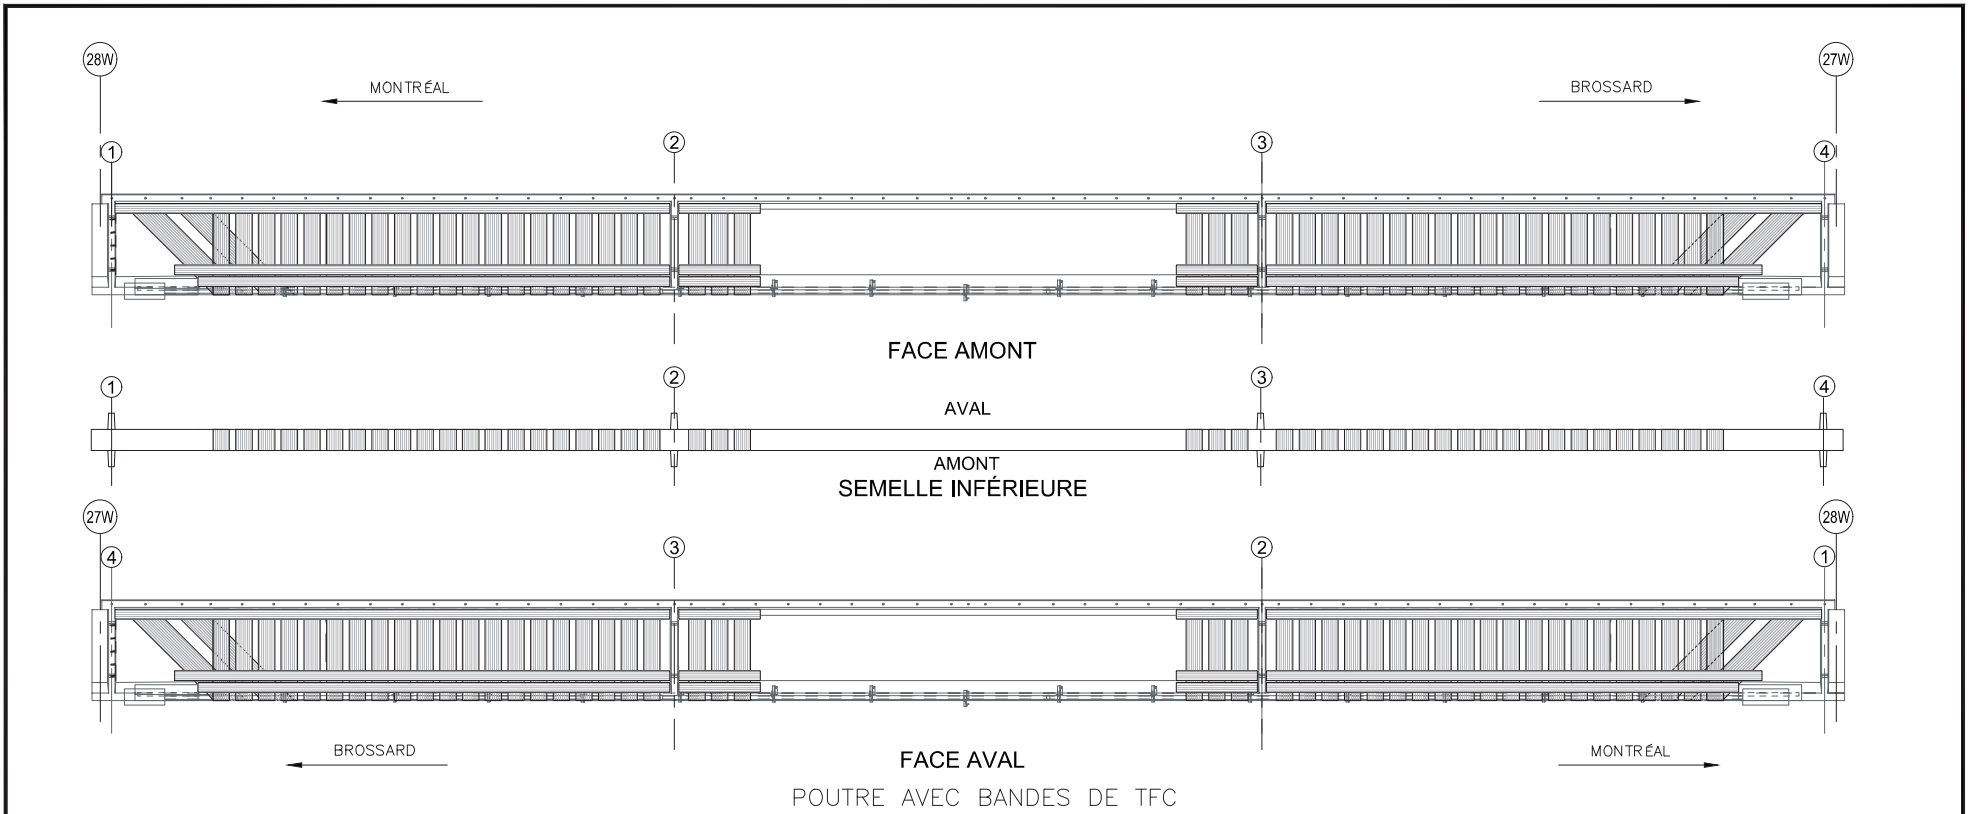 28W
27W
MONTRÉAL
BROSSARD
1
2
3
4
FACE AMONT
1
2
3
4
AVAL
AMONT
SEMELLE INFÉRIEURE
27W
28W
4
3
2
1
BROSSARD
MONTRÉAL
FACE AVAL
POUTRE AVEC BANDES DE TFC